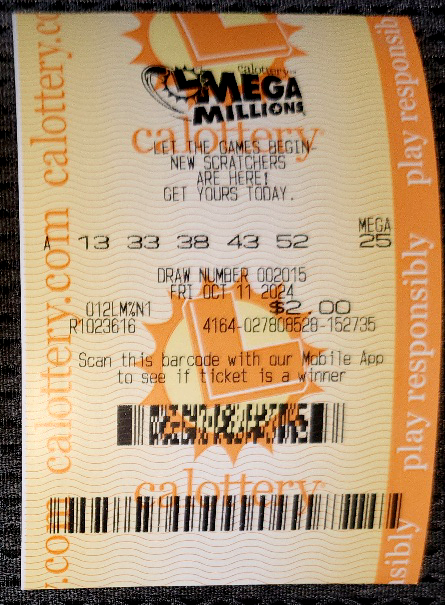 calottery
MEGA
MILLIONS
calottery
LET THE GAMES BEGIN
NEW SCRATCHERS
ARE HERE!
GET YOURS TODAY.
MEGA
A 13 33 38 43 52 25
DRAW NUMBER 002015
FRI OCT 11 2024
012LM%N1 $2.00
R1023616 4164-027808528-152735
Scan this barcode with our Mobile App
to see if ticket is a winner
calottery
calottery.com calottery.co
play responsibly play responsib